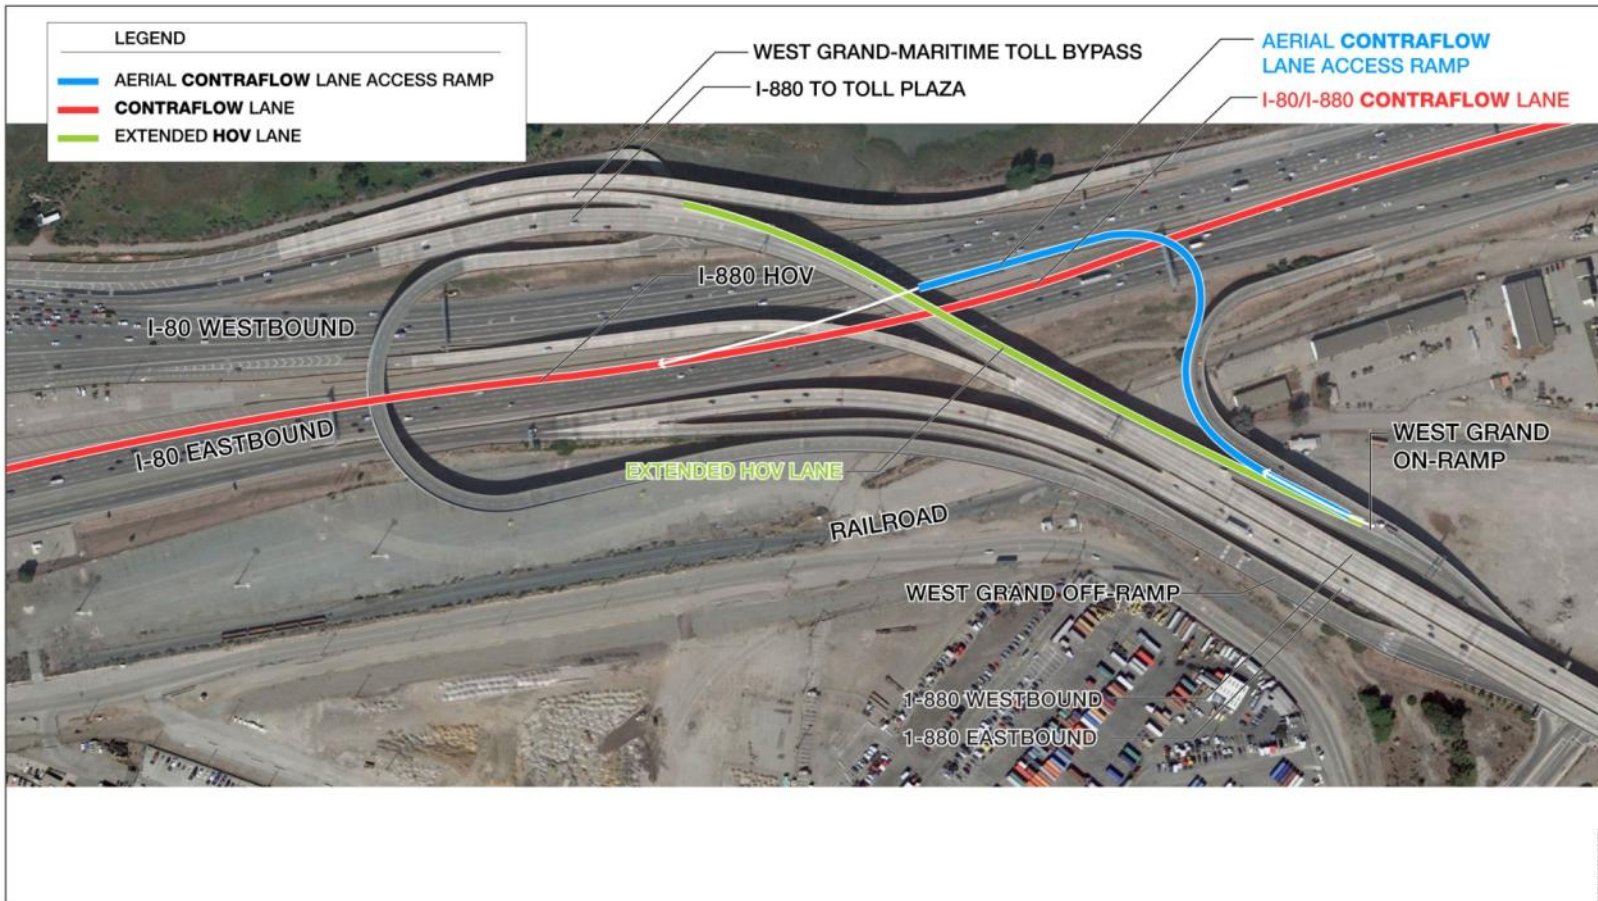 LEGEND
AERIAL CONTRAFLOW LANE ACCESS RAMP
CONTRAFLOW LANE
EXTENDED HOV LANE
WEST GRAND-MARITIME TOLL BYPASS
I-880 TO TOLL PLAZA
AERIAL CONTRAFLOW
LANE ACCESS RAMP
I-80/I-880 CONTRAFLOW LANE
I-880 HOV
I-80 WESTBOUND
I-80 EASTBOUND
EXTENDED HOV LANE
RAILROAD
WEST GRAND
ON-RAMP
WEST GRAND OFF-RAMP
1-880 WESTBOUND
1-880 EASTBOUND